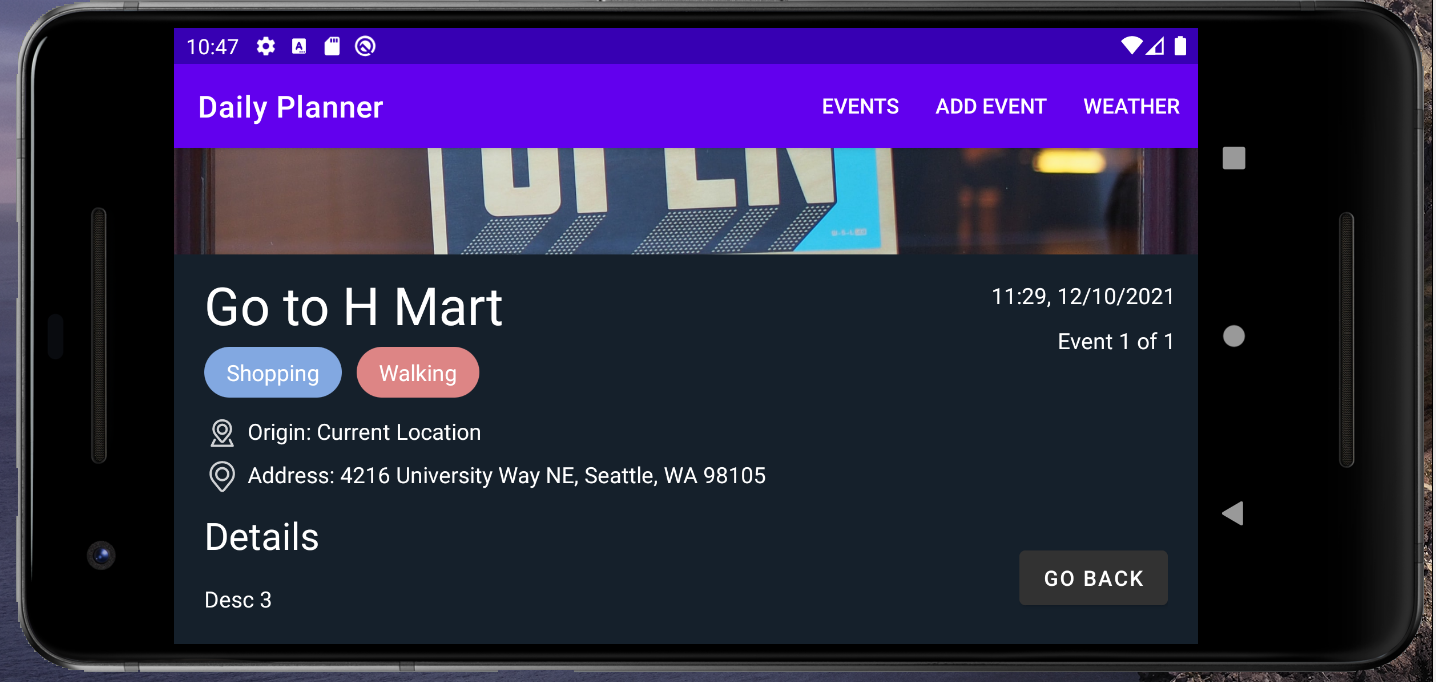 10:47
Daily Planner
EVENTS
ADD EVENT
WEATHER
OPEN
Go to H Mart
11:29, 12/10/2021
Event 1 of 1
Shopping
Walking
Origin: Current Location
Address: 4216 University Way NE, Seattle, WA 98105
Details
Desc 3
GO BACK